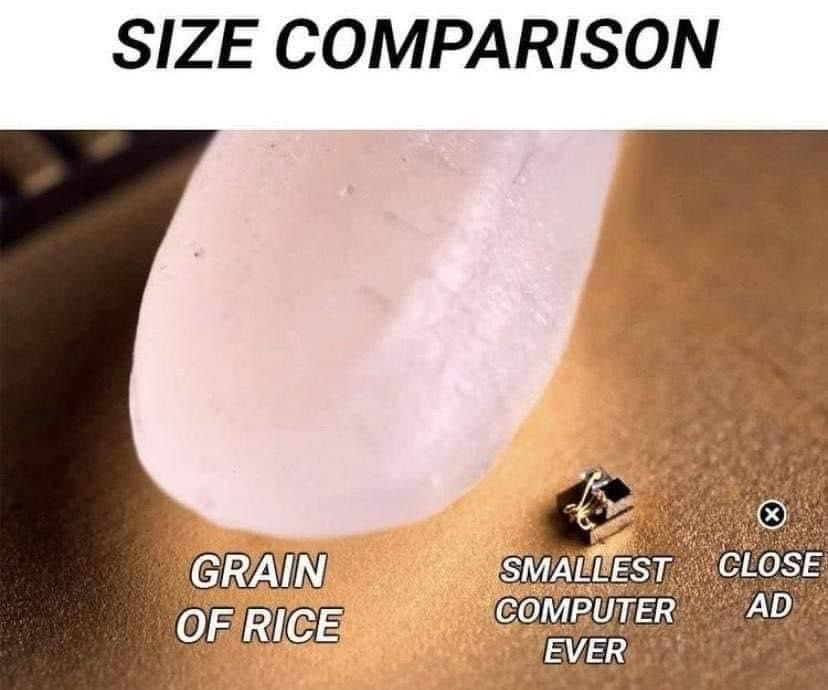 SIZE COMPARISON
GRAIN
OF RICE
SMALLEST
COMPUTER
EVER
CLOSE
AD